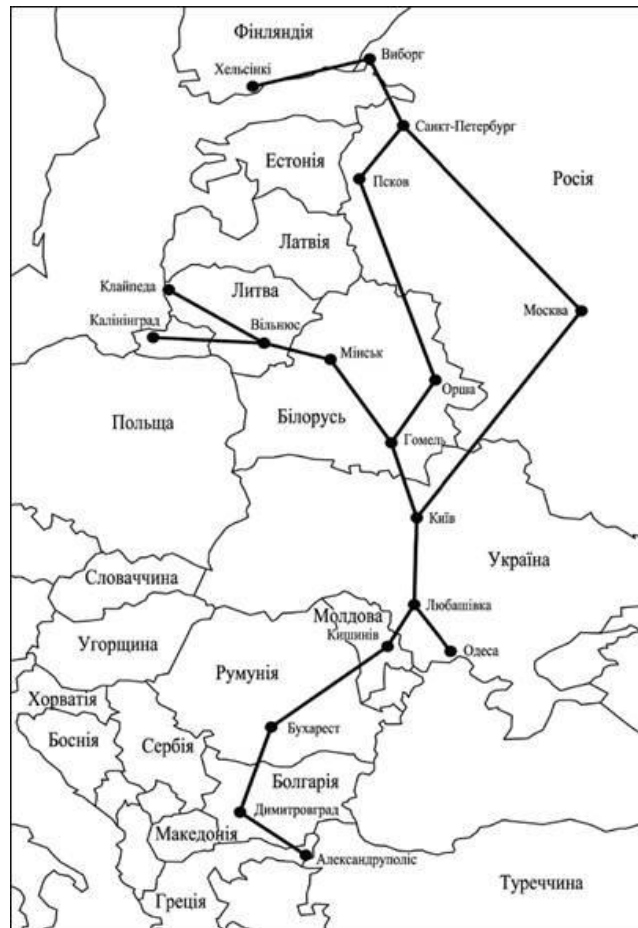 Фінляндія
Виборг
Хельсінкі
Санкт-Петербург
Естонія
Псков
Росія
Латвія
Клайпеда
Литва
Москва
Калінінград
Вільнюс
Мінськ
Орша
Польща
Білорусь
Гомель
Київ
Україна
Словаччина
Любашівка
Молдова
Угорщина
Кишинів
Одеса
Румунія
Хорватія
Бухарест
Боснія
Сербія
Болгарія
Димитровград
Македонія
Александруполіс
Туреччина
Греція